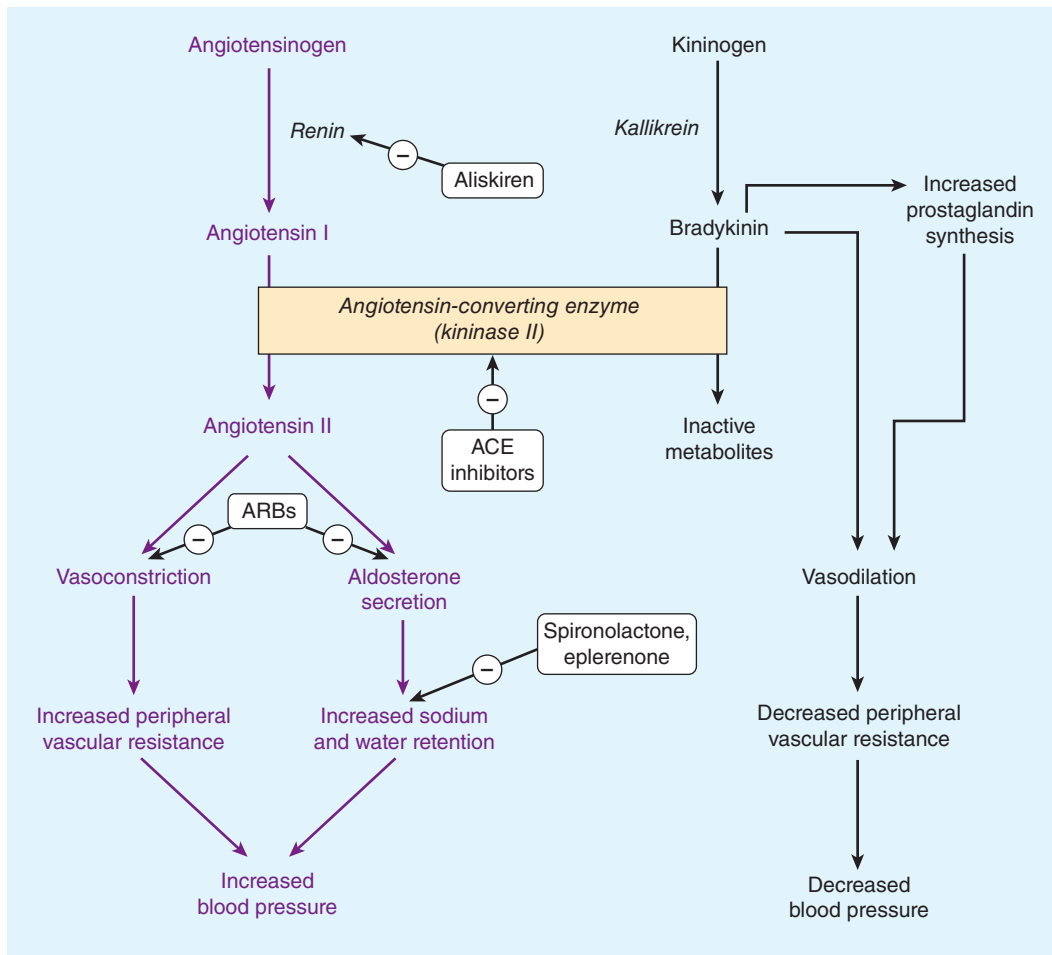 Angiotensinogen
Kininogen
Renin
−
Aliskiren
Kallikrein
Increased
prostaglandin
synthesis
Angiotensin I
Bradykinin
Angiotensin-converting enzyme
(kininase II)
−
ACE
inhibitors
Angiotensin II
Inactive
metabolites
ARBs
−
−
Vasoconstriction
Aldosterone
secretion
Vasodilation
Spironolactone,
eplerenone
−
Increased peripheral
vascular resistance
Increased sodium
and water retention
Decreased peripheral
vascular resistance
Increased
blood pressure
Decreased
blood pressure